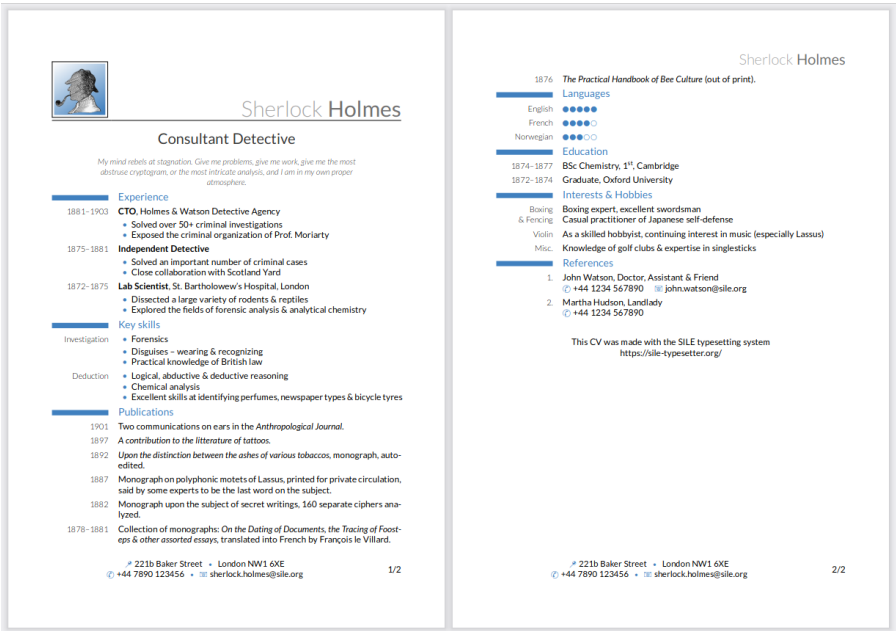 Sherlock Holmes
Consultant Detective
My mind rebels at stagnation. Give me problems, give me work, give me the most
abstruse cryptogram, or the most intricate analysis, and I am in my own proper
atmosphere.
Experience
1881–1903 CTO, Holmes & Watson Detective Agency
• Solved over 50+ criminal investigations
• Exposed the criminal organization of Prof. Moriarty
1875–1881 Independent Detective
• Solved an important number of criminal cases
• Close collaboration with Scotland Yard
1872–1875 Lab Scientist, St. Bartholowew's Hospital, London
• Dissected a large variety of rodents & reptiles
• Explored the fields of forensic analysis & analytical chemistry
Key skills
Investigation • Forensics
• Disguises – wearing & recognizing
• Practical knowledge of British law
Deduction • Logical, abductive & deductive reasoning
• Chemical analysis
• Excellent skills at identifying perfumes, newspaper types & bicycle tyres
Publications
1901 Two communications on ears in the Anthropological Journal.
1897 A contribution to the litterature of tattoos.
1892 Upon the distinction between the ashes of various tobaccos, monograph, auto-
edited.
1887 Monograph on polyphonic motets of Lassus, printed for private circulation,
said by some experts to be the last word on the subject.
1882 Monograph upon the subject of secret writings, 160 separate ciphers ana-
lyzed.
1878–1881 Collection of monographs: On the Dating of Documents, the Tracing of Foost-
eps & other assorted essays, translated into French by François le Villard.
221b Baker Street • London NW1 6XE
+44 7890 123456 • sherlock.holmes@sile.org
1/2
Sherlock Holmes
1876 The Practical Handbook of Bee Culture (out of print).
Languages
English
French
Norwegian
Education
1874–1877 BSc Chemistry, 1st, Cambridge
1872–1874 Graduate, Oxford University
Interests & Hobbies
Boxing Boxing expert, excellent swordsman
& Fencing Casual practitioner of Japanese self-defense
Violin As a skilled hobbyist, continuing interest in music (especially Lassus)
Misc. Knowledge of golf clubs & expertise in singlesticks
References
1. John Watson, Doctor, Assistant & Friend
+44 1234 567890 john.watson@sile.org
2. Martha Hudson, Landlady
+44 1234 567890
This CV was made with the SILE typesetting system
https://sile-typesetter.org/
221b Baker Street • London NW1 6XE
+44 7890 123456 • sherlock.holmes@sile.org
2/2